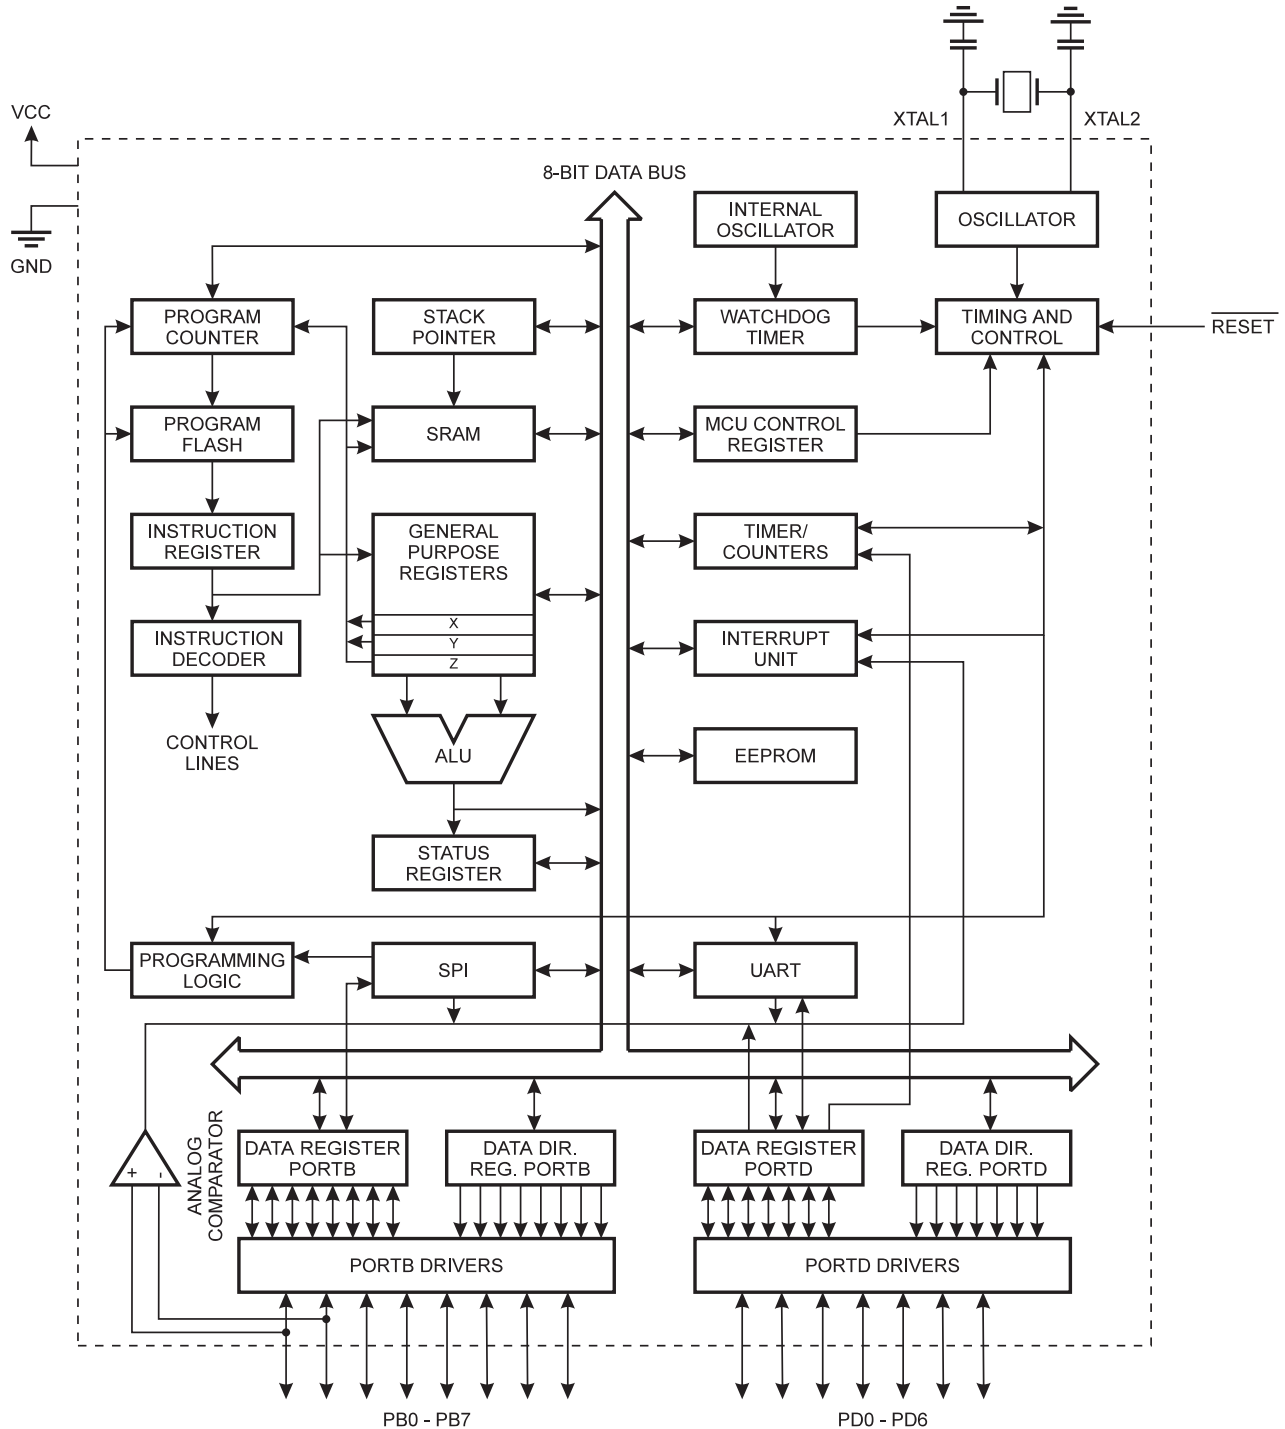 XTAL1
XTAL2
VCC
GND
8-BIT DATA BUS
INTERNAL
OSCILLATOR
OSCILLATOR
PROGRAM
COUNTER
STACK
POINTER
WATCHDOG
TIMER
TIMING AND
CONTROL
RESET
PROGRAM
FLASH
SRAM
MCU CONTROL
REGISTER
INSTRUCTION
REGISTER
GENERAL
PURPOSE
REGISTERS
X
Y
Z
TIMER/
COUNTERS
INSTRUCTION
DECODER
INTERRUPT
UNIT
CONTROL
LINES
ALU
EEPROM
STATUS
REGISTER
PROGRAMMING
LOGIC
SPI
UART
ANALOG
COMPARATOR
+
-
DATA REGISTER
PORTB
DATA DIR.
REG. PORTB
DATA REGISTER
PORTD
DATA DIR.
REG. PORTD
PORTB DRIVERS
PORTD DRIVERS
PB0 - PB7
PD0 - PD6